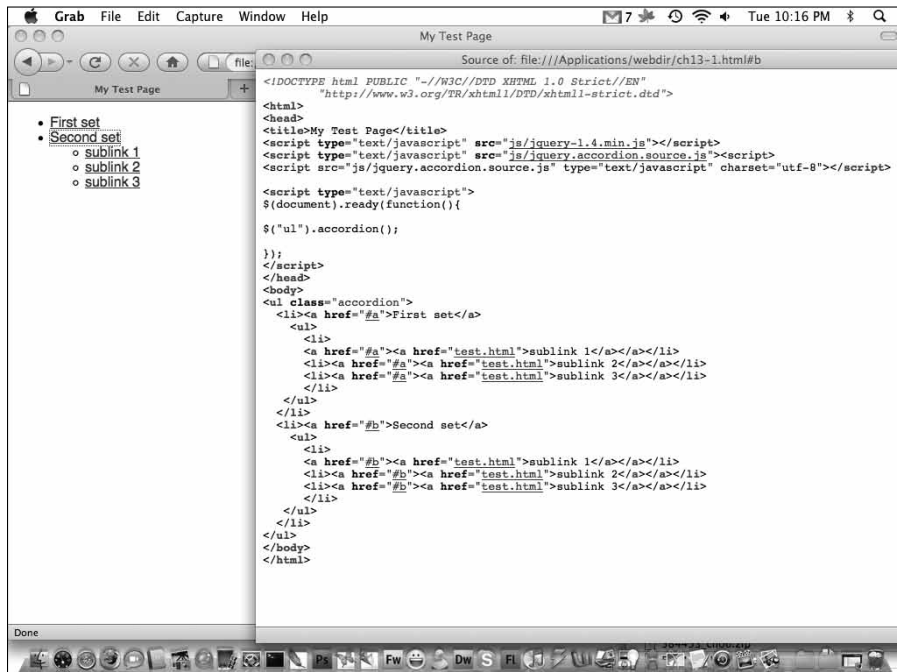 Grab File Edit Capture Window Help 7 Tue 10:16 PM
My Test Page
file:
Source of: file:///Applications/webdir/ch13-1.html#b
My Test Page
First set
Second set
sublink 1
sublink 2
sublink 3
<!DOCTYPE html PUBLIC "-//W3C//DTD XHTML 1.0 Strict//EN"
"http://www.w3.org/TR/xhtml1/DTD/xhtml1-strict.dtd">
<html>
<head>
<title>My Test Page</title>
<script type="text/javascript" src="js/jquery-1.4.min.js"></script>
<script type="text/javascript" src="js/jquery.accordion.source.js"><script>
<script src="js/jquery.accordion.source.js" type="text/javascript" charset="utf-8"></script>
<script type="text/javascript">
$(document).ready(function(){
$("ul").accordion();
});
</script>
</head>
<body>
<ul class="accordion">
<li><a href="#a">First set</a>
<ul>
<li>
<a href="#a"><a href="test.html">sublink 1</a></a></li>
<li><a href="#a"><a href="test.html">sublink 2</a></a></li>
<li><a href="#a"><a href="test.html">sublink 3</a></a></li>
</li>
</ul>
</li>
<li><a href="#b">Second set</a>
<ul>
<li>
<a href="#b"><a href="test.html">sublink 1</a></a></li>
<li><a href="#b"><a href="test.html">sublink 2</a></a></li>
<li><a href="#b"><a href="test.html">sublink 3</a></a></li>
</li>
</ul>
</li>
</ul>
</body>
</html>
Done
Ps Fw Dw S Fl